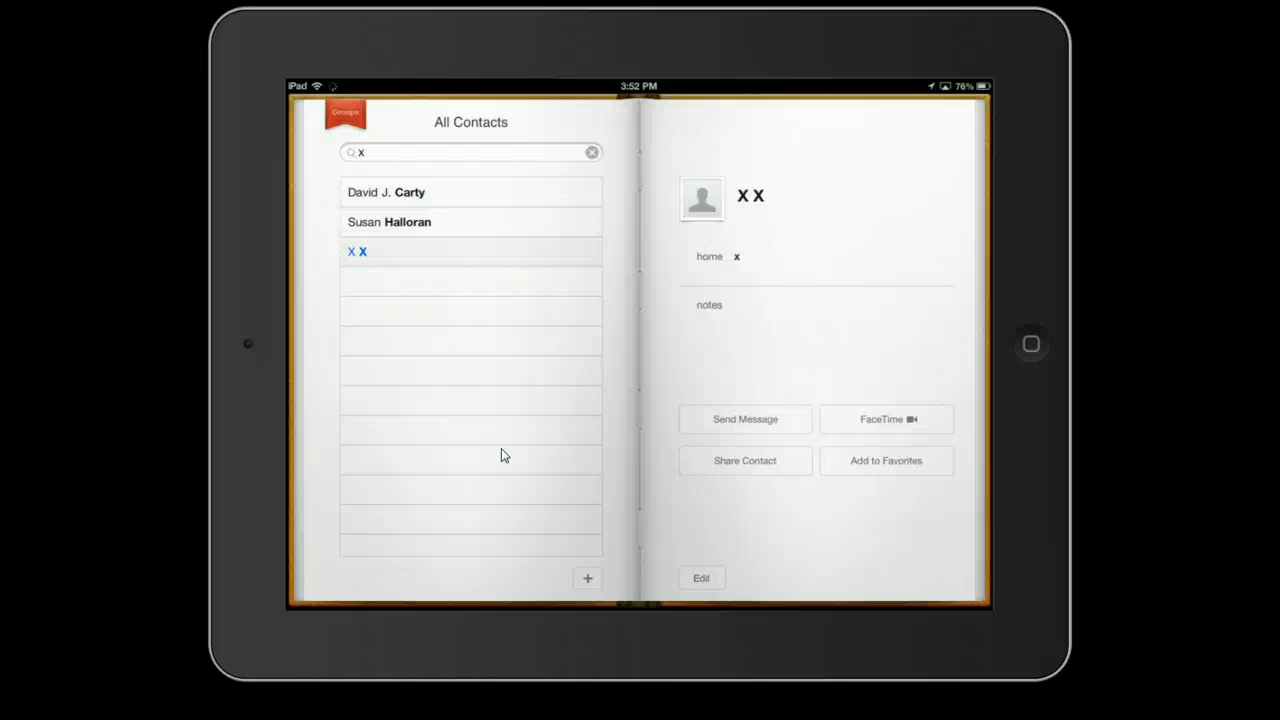 iPad 3:52 PM 76%
Groups
All Contacts
x
David J. Carty
Susan Halloran
X X
+
X X
home x
notes
Send Message FaceTime
Share Contact Add to Favorites
Edit